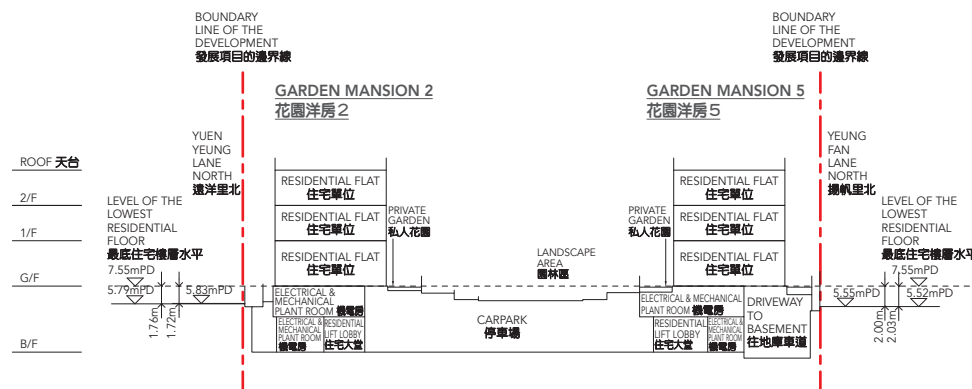 BOUNDARY
LINE OF THE
DEVELOPMENT
發展項目的邊界線
BOUNDARY
LINE OF THE
DEVELOPMENT
發展項目的邊界線
GARDEN MANSION 2
花園洋房2
GARDEN MANSION 5
花園洋房5
YUEN
YEUNG
LANE
NORTH
遠洋里北
YEUNG
FAN
LANE
NORTH
揚帆里北
ROOF 天台
2/F
1/F
G/F
B/F
LEVEL OF THE
LOWEST
RESIDENTIAL
FLOOR
最底住宅樓層水平
7.55mPD
5.79mPD
5.83mPD
1.76m
1.72m
RESIDENTIAL FLAT
住宅單位
RESIDENTIAL FLAT
住宅單位
RESIDENTIAL FLAT
住宅單位
PRIVATE
GARDEN
私人花園
LANDSCAPE
AREA
園林區
PRIVATE
GARDEN
私人花園
RESIDENTIAL FLAT
住宅單位
RESIDENTIAL FLAT
住宅單位
RESIDENTIAL FLAT
住宅單位
LEVEL OF THE
LOWEST
RESIDENTIAL
FLOOR
最底住宅樓層水平
7.55mPD
5.55mPD
5.52mPD
2.00m
2.03m
ELECTRICAL &
MECHANICAL
PLANT ROOM 機電房
ELECTRICAL &
MECHANICAL
PLANT ROOM
機電房
RESIDENTIAL
LIFT LOBBY
住宅大堂
CARPARK
停車場
ELECTRICAL & MECHANICAL
PLANT ROOM 機電房
RESIDENTIAL
LIFT LOBBY
住宅大堂
ELECTRICAL &
MECHANICAL
PLANT ROOM
機電房
DRIVEWAY
TO
BASEMENT
往地庫車道